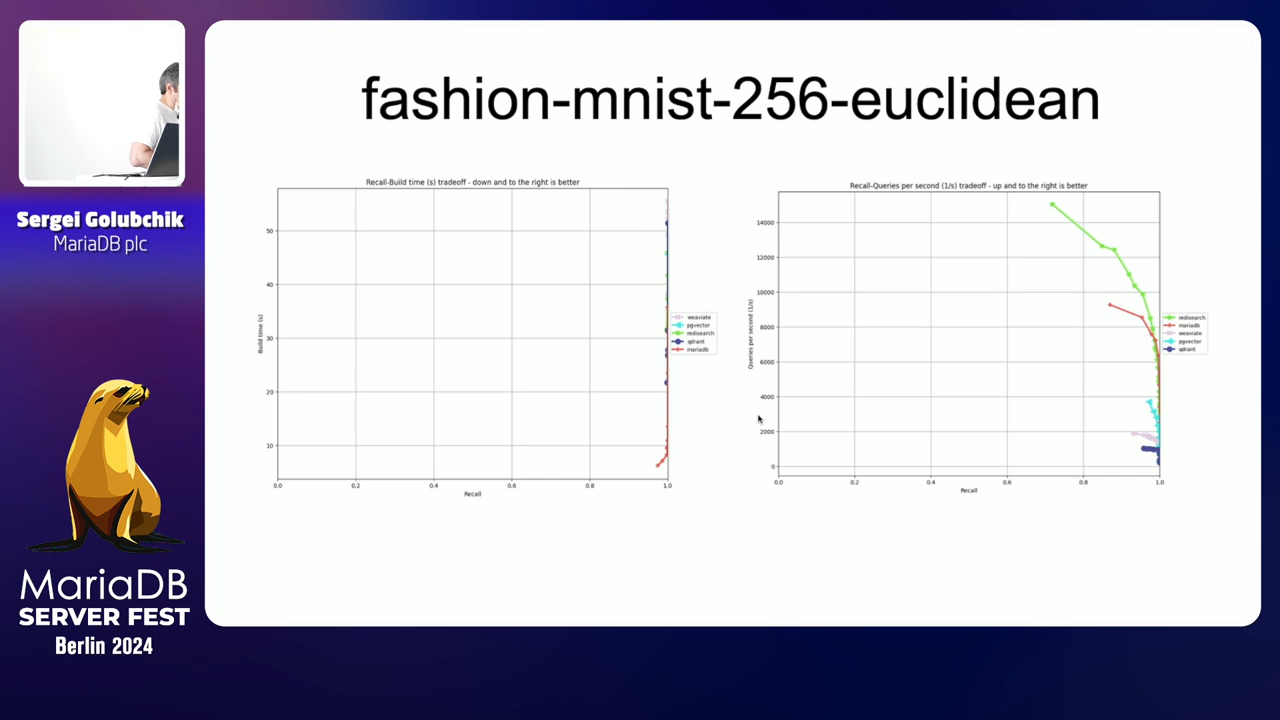 fashion-mnist-256-euclidean
Sergei Golubchik
MariaDB plc
Recall-Build time (s) tradeoff - down and to the right is better
50
40
30
20
10
Build time (s)
0.0 0.2 0.4 0.6 0.8 1.0
Recall
weaviate
pgvector
redisearch
qdrant
mariadb
Recall-Queries per second (1/s) tradeoff - up and to the right is better
14000
12000
10000
8000
6000
4000
2000
0
Queries per second (1/s)
0.0 0.2 0.4 0.6 0.8 1.0
Recall
redisearch
mariadb
weaviate
pgvector
qdrant
MariaDB
SERVER FEST
Berlin 2024